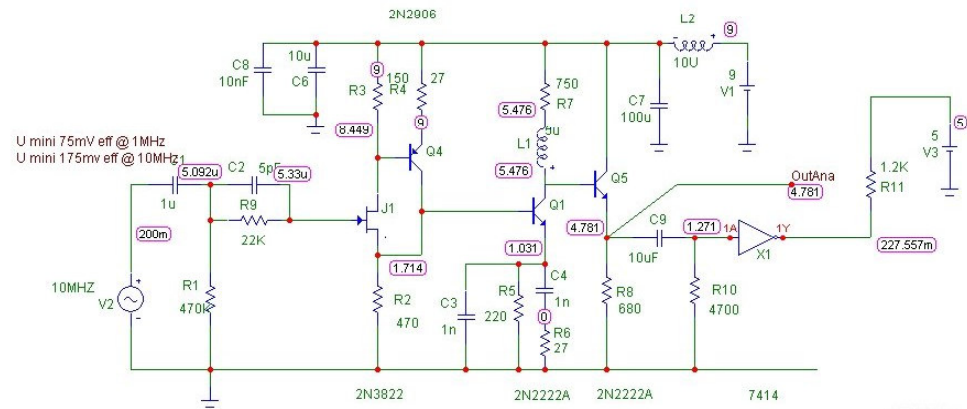 2N2906
L2
9
10U
9
V1
C8
10nF
10u
C6
9
150
R3
R4
27
9
8.449
Q4
750
R7
5.476
L1
5.476
C7
100u
5
5
V3
1.2K
R11
U mini 75mV eff @ 1MHz
U mini 175mv eff @ 10MHz
5.092u
1u
C2
5pF
5.33u
R9
22K
200m
J1
Q1
Q5
OutAna
4.781
4.781
C9
10uF
1.271
1A
1Y
X1
227.557m
1.714
1.031
10MHZ
V2
R1
470K
R2
470
C3
1n
R5
220
C4
1n
0
R6
27
R8
680
R10
4700
2N3822
2N2222A
2N2222A
7414